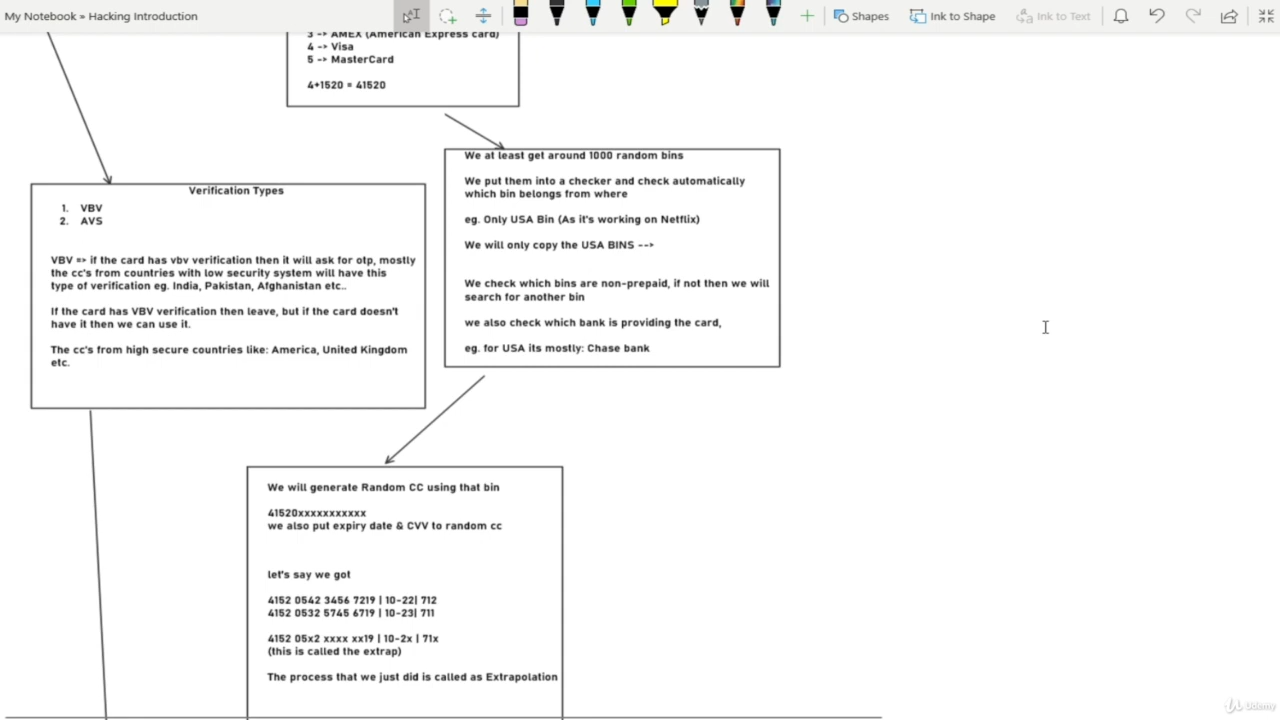 My Notebook » Hacking Introduction
Shapes
Ink to Shape
Ink to Text
3 -> AMEX (American Express card)
4 -> Visa
5 -> MasterCard
4+1520 = 41520
We at least get around 1000 random bins
We put them into a checker and check automatically
which bin belongs from where
eg. Only USA Bin (As it's working on Netflix)
We will only copy the USA BINS -->
We check which bins are non-prepaid, if not then we will
search for another bin
we also check which bank is providing the card,
eg. for USA its mostly: Chase bank
Verification Types
1. VBV
2. AVS
VBV => if the card has vbv verification then it will ask for otp, mostly
the cc's from countries with low security system will have this
type of verification eg. India, Pakistan, Afghanistan etc..
If the card has VBV verification then leave, but if the card doesn't
have it then we can use it.
The cc's from high secure countries like: America, United Kingdom
etc.
We will generate Random CC using that bin
41520xxxxxxxxxxx
we also put expiry date & CVV to random cc
let's say we got
4152 0542 3456 7219 | 10-22| 712
4152 0532 5745 6719 | 10-23| 711
4152 05x2 xxxx xx19 | 10-2x | 71x
(this is called the extrap)
The process that we just did is called as Extrapolation
Udemy